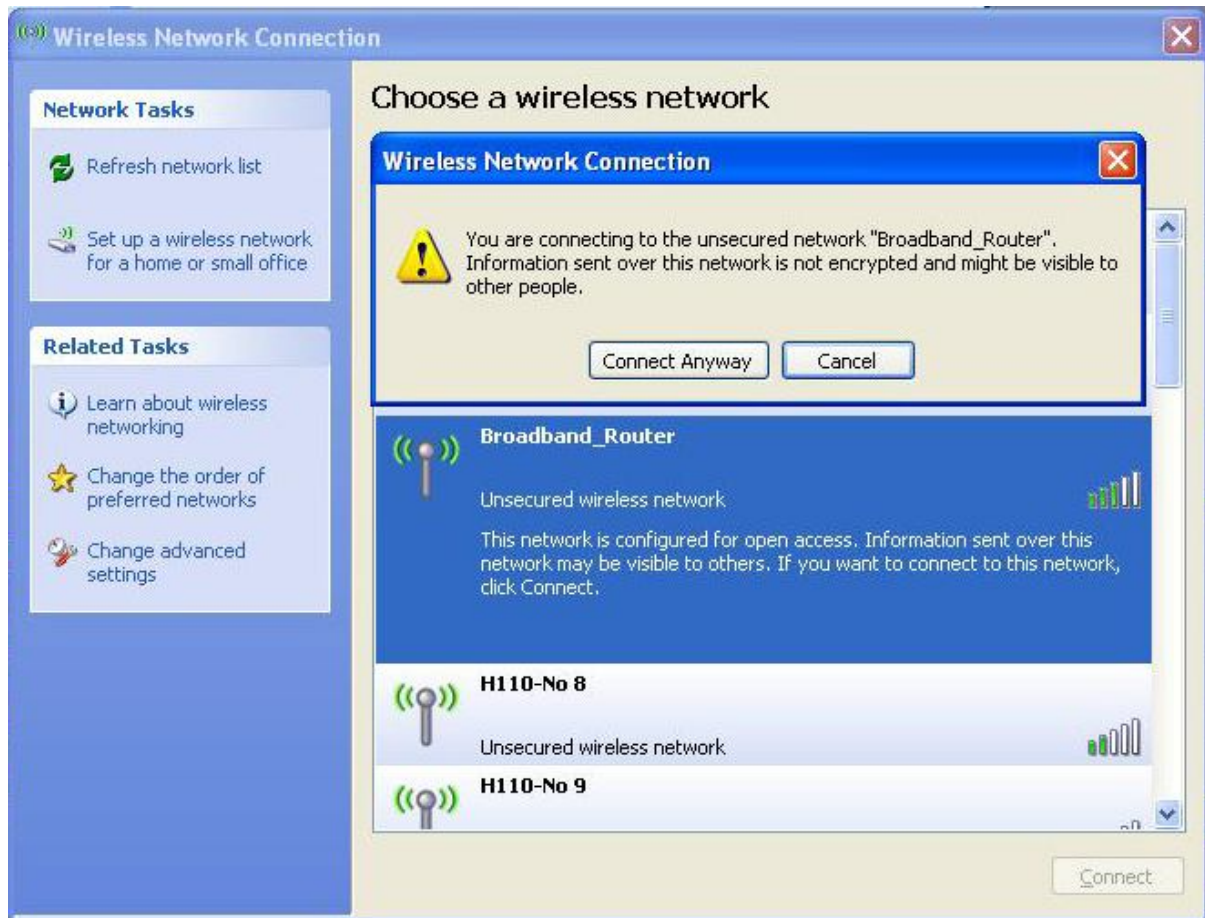 Wireless Network Connection
Network Tasks
Refresh network list
Set up a wireless network
for a home or small office
Related Tasks
Learn about wireless
networking
Change the order of
preferred networks
Change advanced
settings
Choose a wireless network
Wireless Network Connection
You are connecting to the unsecured network "Broadband_Router".
Information sent over this network is not encrypted and might be visible to
other people.
Connect Anyway
Cancel
Broadband_Router
Unsecured wireless network
This network is configured for open access. Information sent over this
network may be visible to others. If you want to connect to this network,
click Connect.
H110-No 8
Unsecured wireless network
H110-No 9
Connect